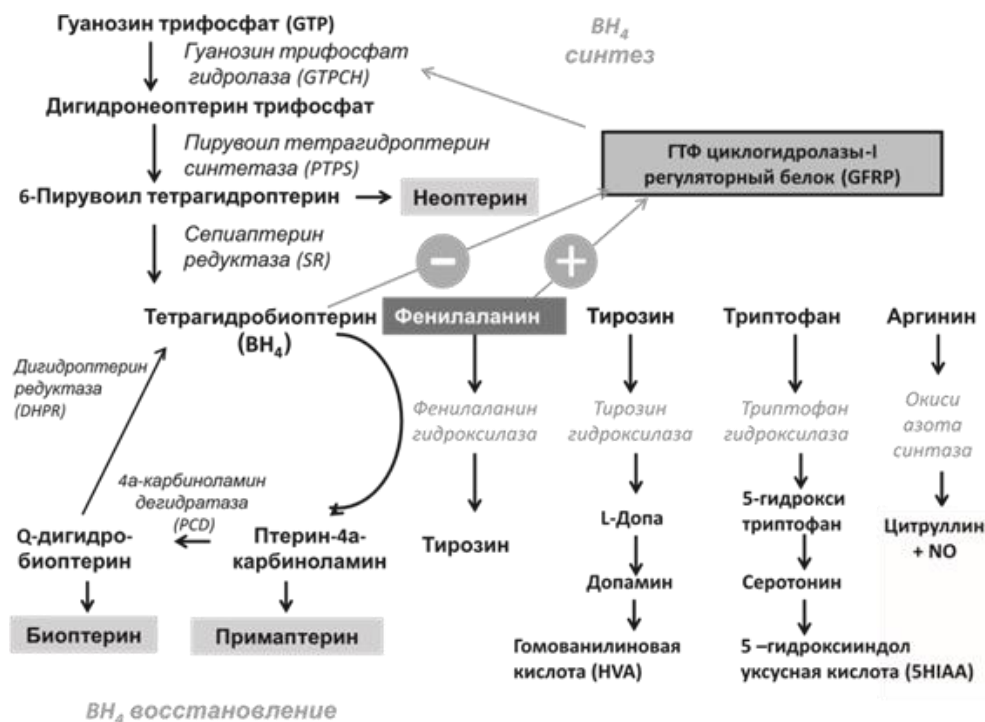 Гуанозин трифосфат (GTP)
Гуанозин трифосфат
гидролаза (GTPCH)
Дигидронеоптерин трифосфат
Пирувоил тетрагидроптерин
синтетаза (PTPS)
6-Пирувоил тетрагидроптерин
Неоптерин
Сепиаптерин
редуктаза (SR)
BH4
синтез
ГТФ циклогидролазы-I
регуляторный белок (GFRP)
−
+
Тетрагидробиоптерин
(BH4)
Фенилаланин
Тирозин
Триптофан
Аргинин
Дигидроптерин
редуктаза
(DHPR)
Фенилаланин
гидроксилаза
Тирозин
гидроксилаза
Триптофан
гидроксилаза
Окиси
азота
синтаза
4а-карбиноламин
дегидратаза
(PCD)
Q-дигидро-
биоптерин
Птерин-4а-
карбиноламин
Тирозин
L-Допа
5-гидрокси
триптофан
Цитруллин
+ NO
Допамин
Серотонин
Биоптерин
Примаптерин
Гомованилиновая
кислота (HVA)
5 –гидроксииндол
уксусная кислота (5HIAA)
BH4 восстановление